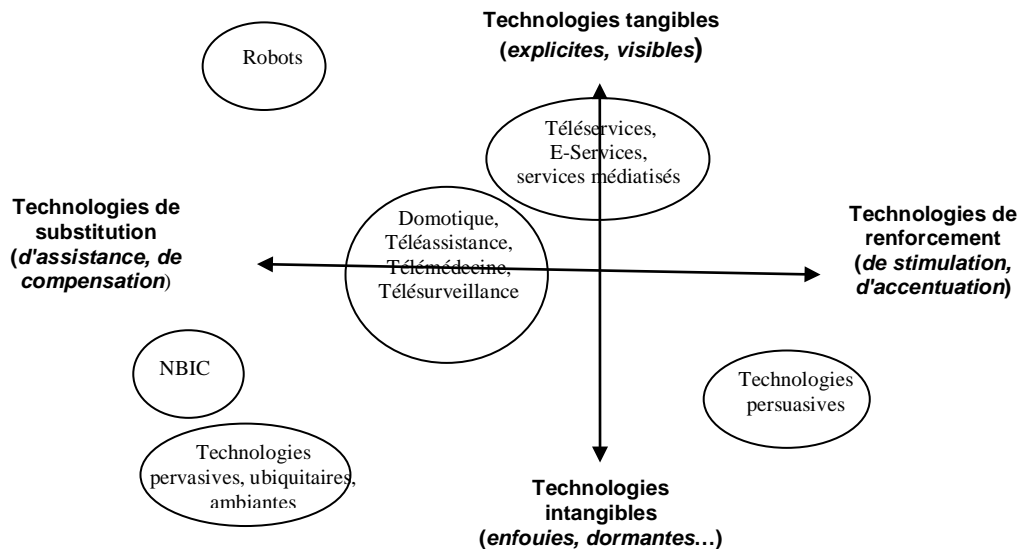 Technologies tangibles
(explicites, visibles)
Robots
Téléservices,
E-Services,
services médiatisés
Technologies de
substitution
(d'assistance, de
compensation)
Domotique,
Téléassistance,
Télémédecine,
Télésurveillance
Technologies de
renforcement
(de stimulation,
d'accentuation)
NBIC
Technologies
persuasives
Technologies
pervasives, ubiquitaires,
ambiantes
Technologies
intangibles
(enfouies, dormantes…)